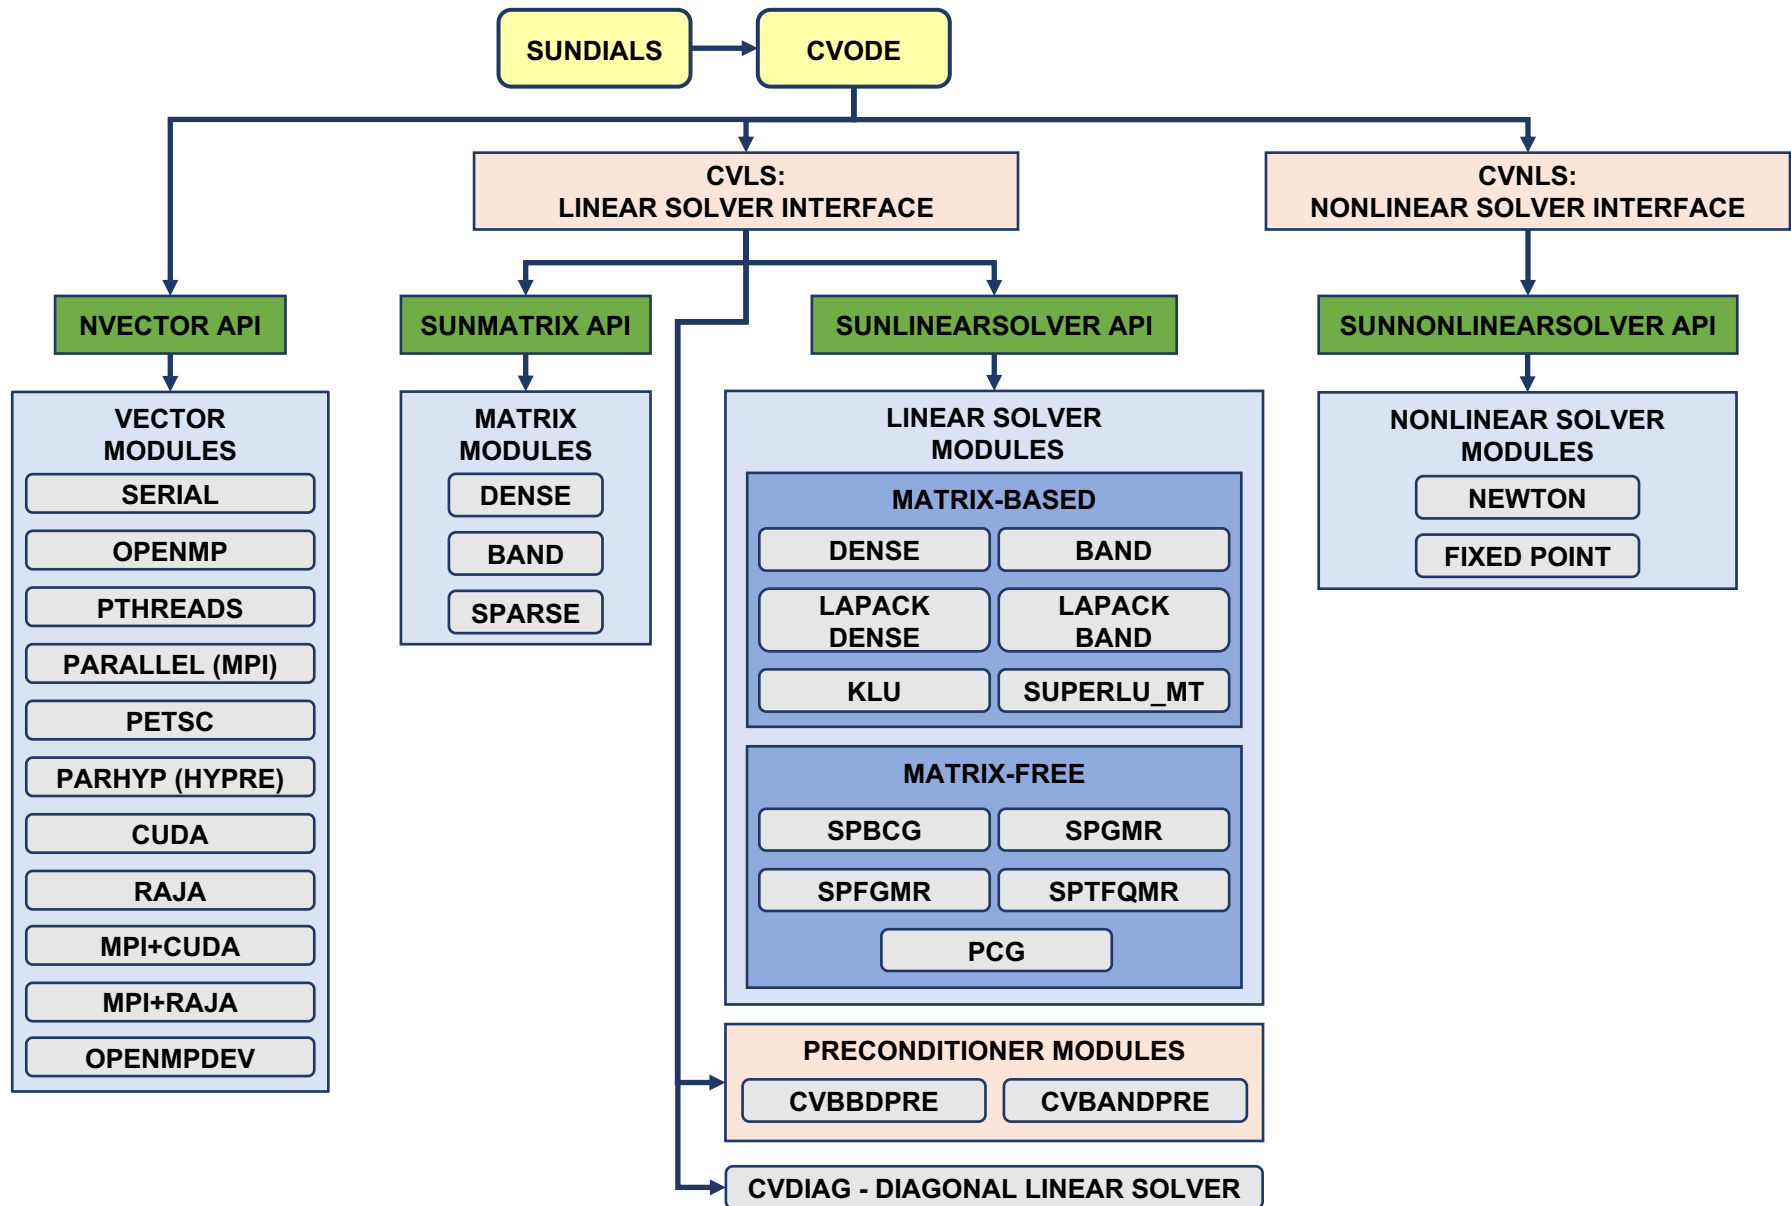 SUNDIALS
CVODE
CVLS:
LINEAR SOLVER INTERFACE
CVNLS:
NONLINEAR SOLVER INTERFACE
NVECTOR API
SUNMATRIX API
SUNLINEARSOLVER API
SUNNONLINEARSOLVER API
VECTOR
MODULES
SERIAL
OPENMP
PTHREADS
PARALLEL (MPI)
PETSC
PARHYP (HYPRE)
CUDA
RAJA
MPI+CUDA
MPI+RAJA
OPENMPDEV
MATRIX
MODULES
DENSE
BAND
SPARSE
LINEAR SOLVER
MODULES
MATRIX-BASED
DENSE
BAND
LAPACK
DENSE
LAPACK
BAND
KLU
SUPERLU_MT
MATRIX-FREE
SPBCG
SPGMR
SPFGMR
SPTFQMR
PCG
PRECONDITIONER MODULES
CVBBDPRE
CVBANDPRE
CVDIAG - DIAGONAL LINEAR SOLVER
NONLINEAR SOLVER
MODULES
NEWTON
FIXED POINT